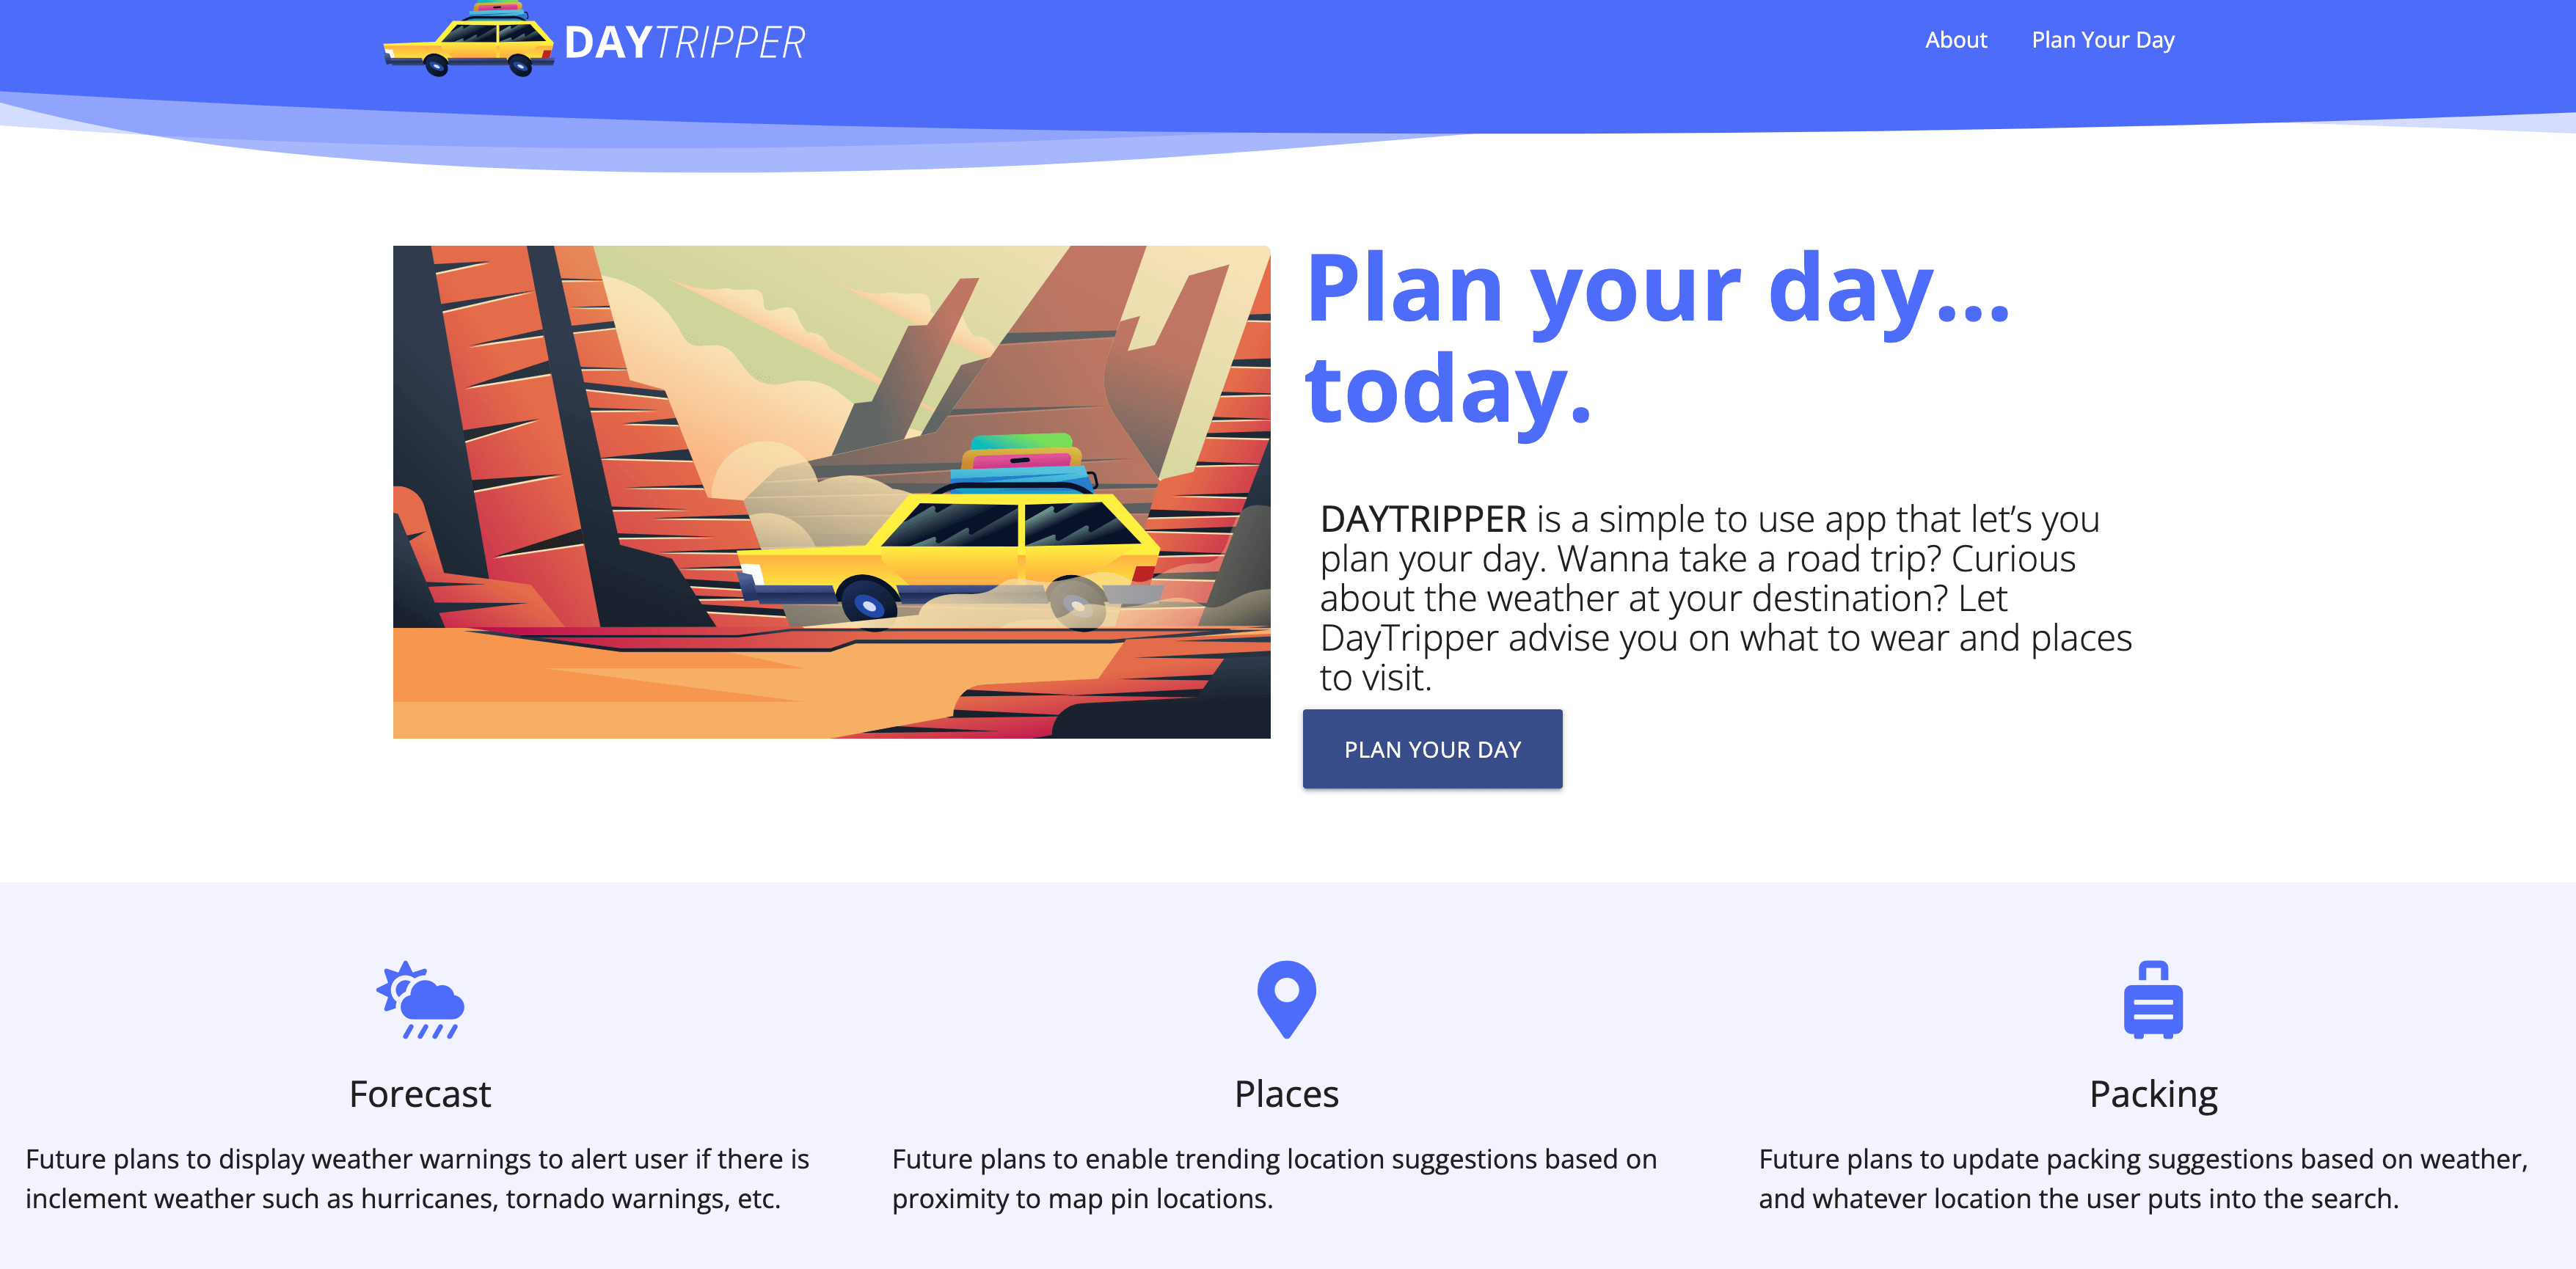 DAYTRIPPER
About Plan Your Day
Plan your day...
today.
DAYTRIPPER is a simple to use app that let’s you
plan your day. Wanna take a road trip? Curious
about the weather at your destination? Let
DayTripper advise you on what to wear and places
to visit.
PLAN YOUR DAY
Forecast
Future plans to display weather warnings to alert user if there is
inclement weather such as hurricanes, tornado warnings, etc.
Places
Future plans to enable trending location suggestions based on
proximity to map pin locations.
Packing
Future plans to update packing suggestions based on weather,
and whatever location the user puts into the search.